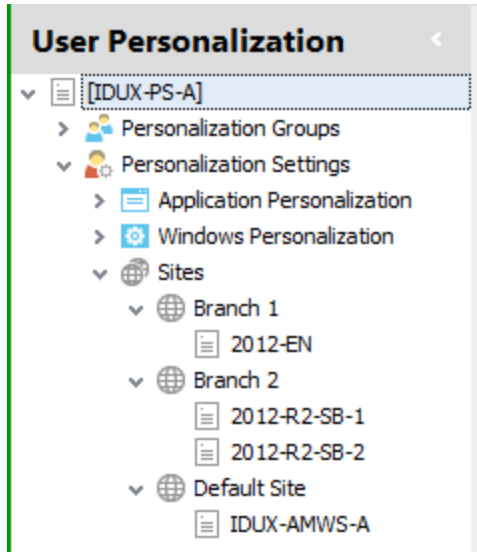 User Personalization
[IDUX-PS-A]
Personalization Groups
Personalization Settings
Application Personalization
Windows Personalization
Sites
Branch 1
2012-EN
Branch 2
2012-R2-SB-1
2012-R2-SB-2
Default Site
IDUX-AMWS-A